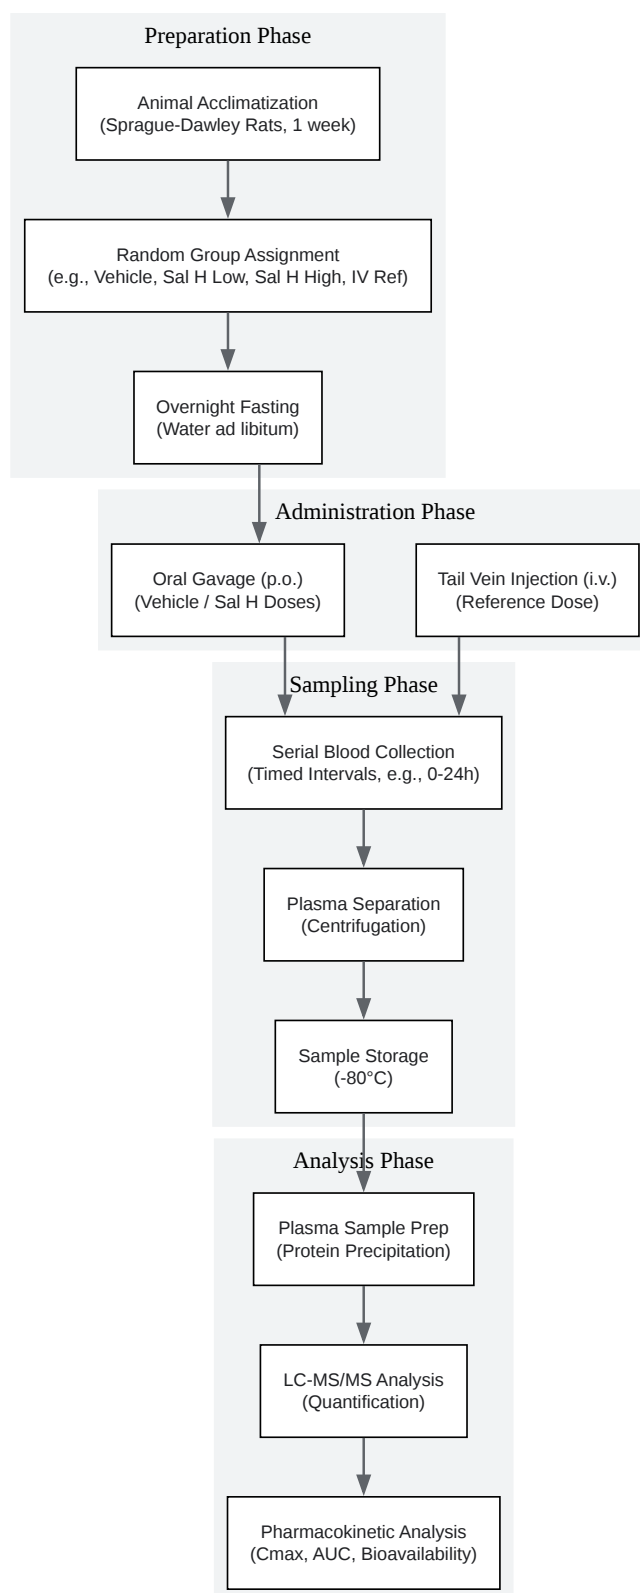 Preparation Phase
Animal Acclimatization
(Sprague-Dawley Rats, 1 week)
Random Group Assignment
(e.g., Vehicle, Sal H Low, Sal H High, IV Ref)
Overnight Fasting
(Water ad libitum)
Administration Phase
Oral Gavage (p.o.)
(Vehicle / Sal H Doses)
Tail Vein Injection (i.v.)
(Reference Dose)
Sampling Phase
Serial Blood Collection
(Timed Intervals, e.g., 0-24h)
Plasma Separation
(Centrifugation)
Sample Storage
(-80°C)
Analysis Phase
Plasma Sample Prep
(Protein Precipitation)
LC-MS/MS Analysis
(Quantification)
Pharmacokinetic Analysis
(Cmax, AUC, Bioavailability)